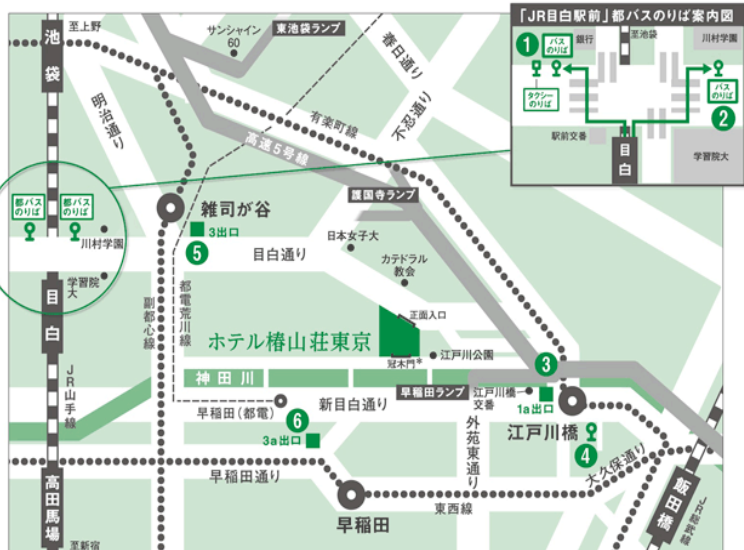 「JR目白駅前」都バスのりば案内図
1
バス
のりば
銀行
至池袋
川村学園
タクシー
のりば
バス
のりば
2
駅前交番
目白
学習院大
池袋
至上野
サンシャイン
60
東池袋ランプ
春日通り
不忍通り
明治通り
有楽町線
高速5号線
護国寺ランプ
都バス
のりば
都バス
のりば
川村学園
学習院
大
目白
雑司が谷
3出口
5
目白通り
日本女子大
カテドラル
教会
正面入口
副都心線
都電荒川線
ホテル椿山荘東京
冠木門*
江戸川公園
JR山手線
神田川
早稲田ランプ
3
江戸川橋
交番
1a出口
早稲田(都電)
新目白通り
6
3a出口
外苑東通り
江戸川橋
4
大久保通り
高田馬場
早稲田通り
早稲田
東西線
飯田橋
JR総武線
至新宿